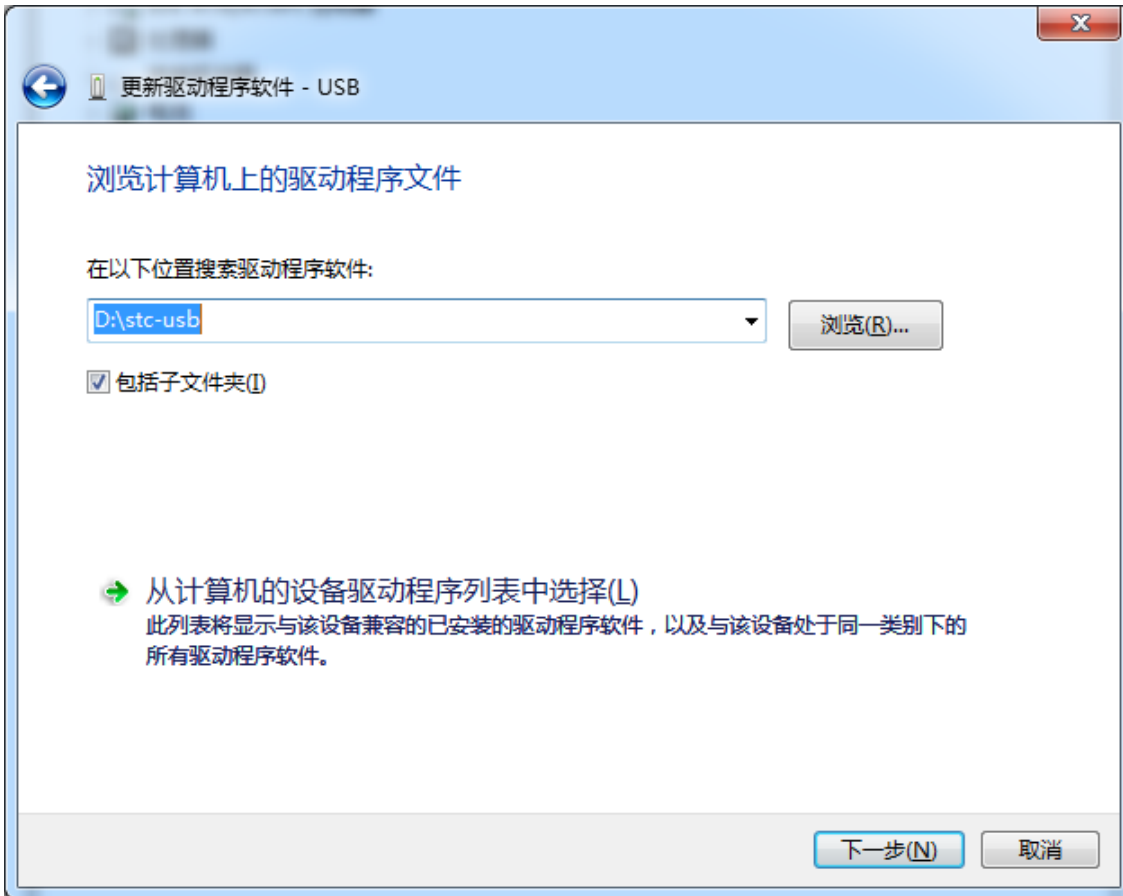 更新驱动程序软件 - USB
浏览计算机上的驱动程序文件
在以下位置搜索驱动程序软件:
D:\stc-usb
浏览(R)...
包括子文件夹(I)
从计算机的设备驱动程序列表中选择(L)
此列表将显示与该设备兼容的已安装的驱动程序软件，以及与该设备处于同一类别下的
所有驱动程序软件。
下一步(N)
取消